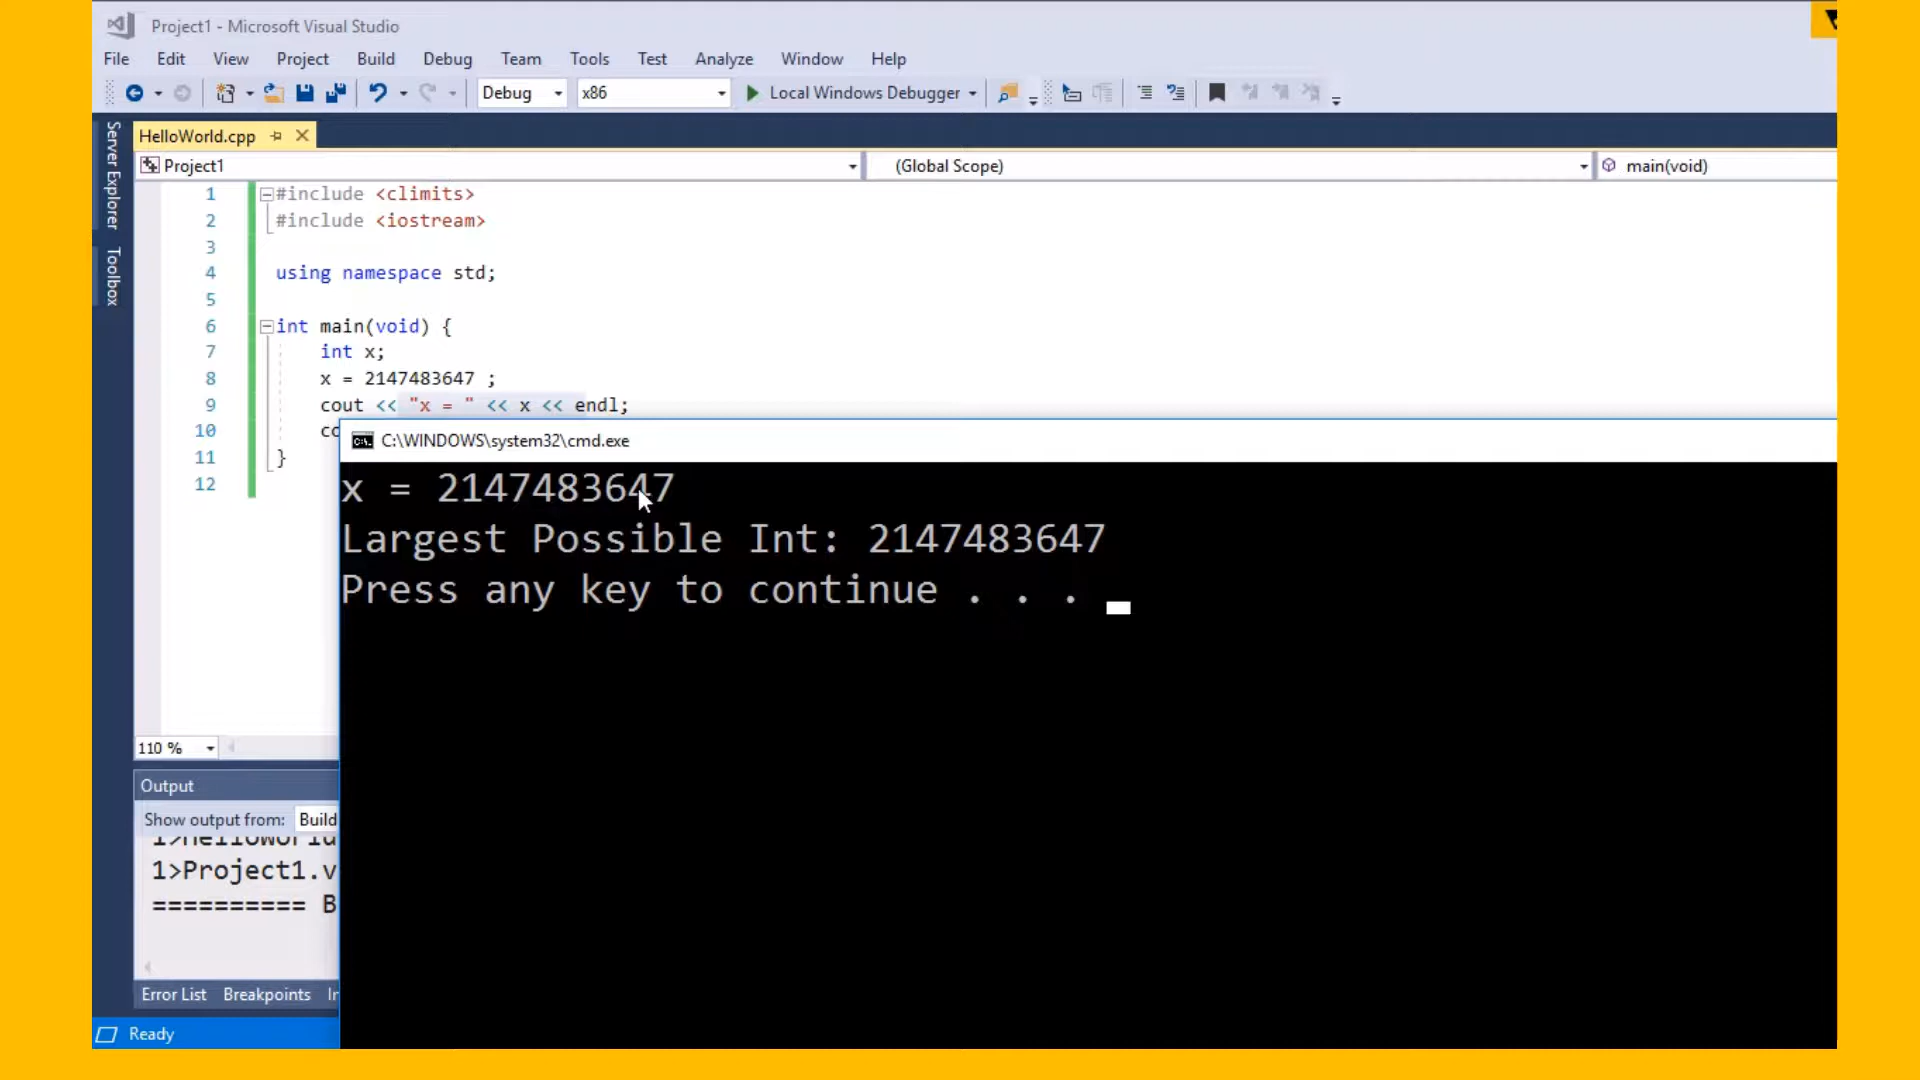 Project1 - Microsoft Visual Studio
File Edit View Project Build Debug Team Tools Test Analyze Window Help
Debug x86 Local Windows Debugger
Server Explorer
Toolbox
HelloWorld.cpp
Project1 (Global Scope) main(void)
1 #include <climits>
2 #include <iostream>
3
4 using namespace std;
5
6 int main(void) {
7 int x;
8 x = 2147483647 ;
9 cout << "x = " << x << endl;
10 co
11 }
12
C:\WINDOWS\system32\cmd.exe
x = 2147483647
Largest Possible Int: 2147483647
Press any key to continue . . .
110 %
Output
Show output from: Build
1>HelloWorld
1>Project1.v
========== B
Error List Breakpoints In
Ready